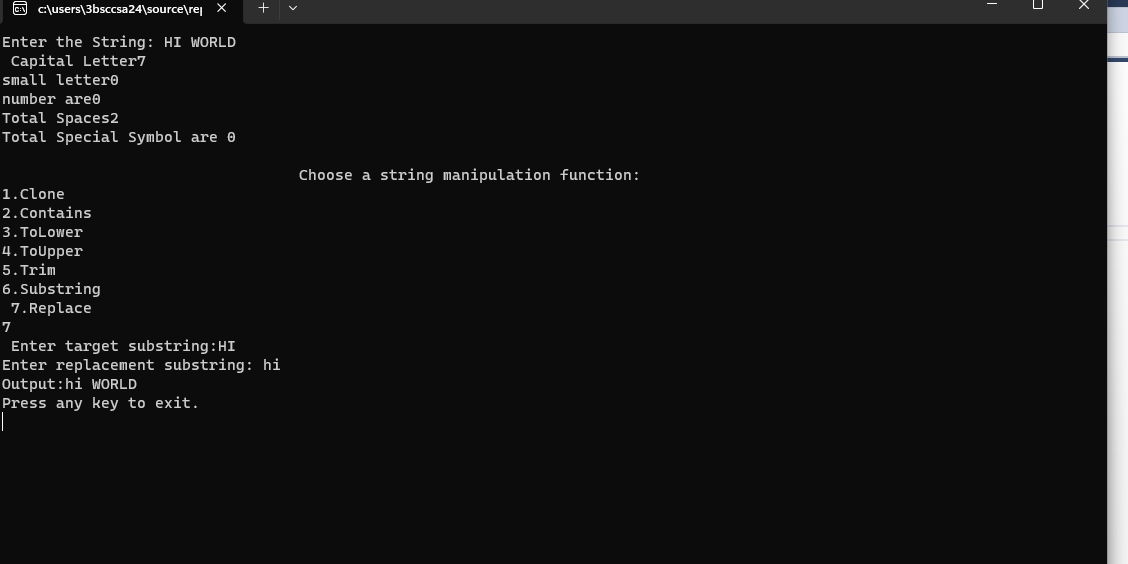 c:\users\3bsccsa24\source\rep
Enter the String: HI WORLD
Capital Letter7
small letter0
number are0
Total Spaces2
Total Special Symbol are 0
Choose a string manipulation function:
1.Clone
2.Contains
3.ToLower
4.ToUpper
5.Trim
6.Substring
7.Replace
7
Enter target substring:HI
Enter replacement substring: hi
Output:hi WORLD
Press any key to exit.